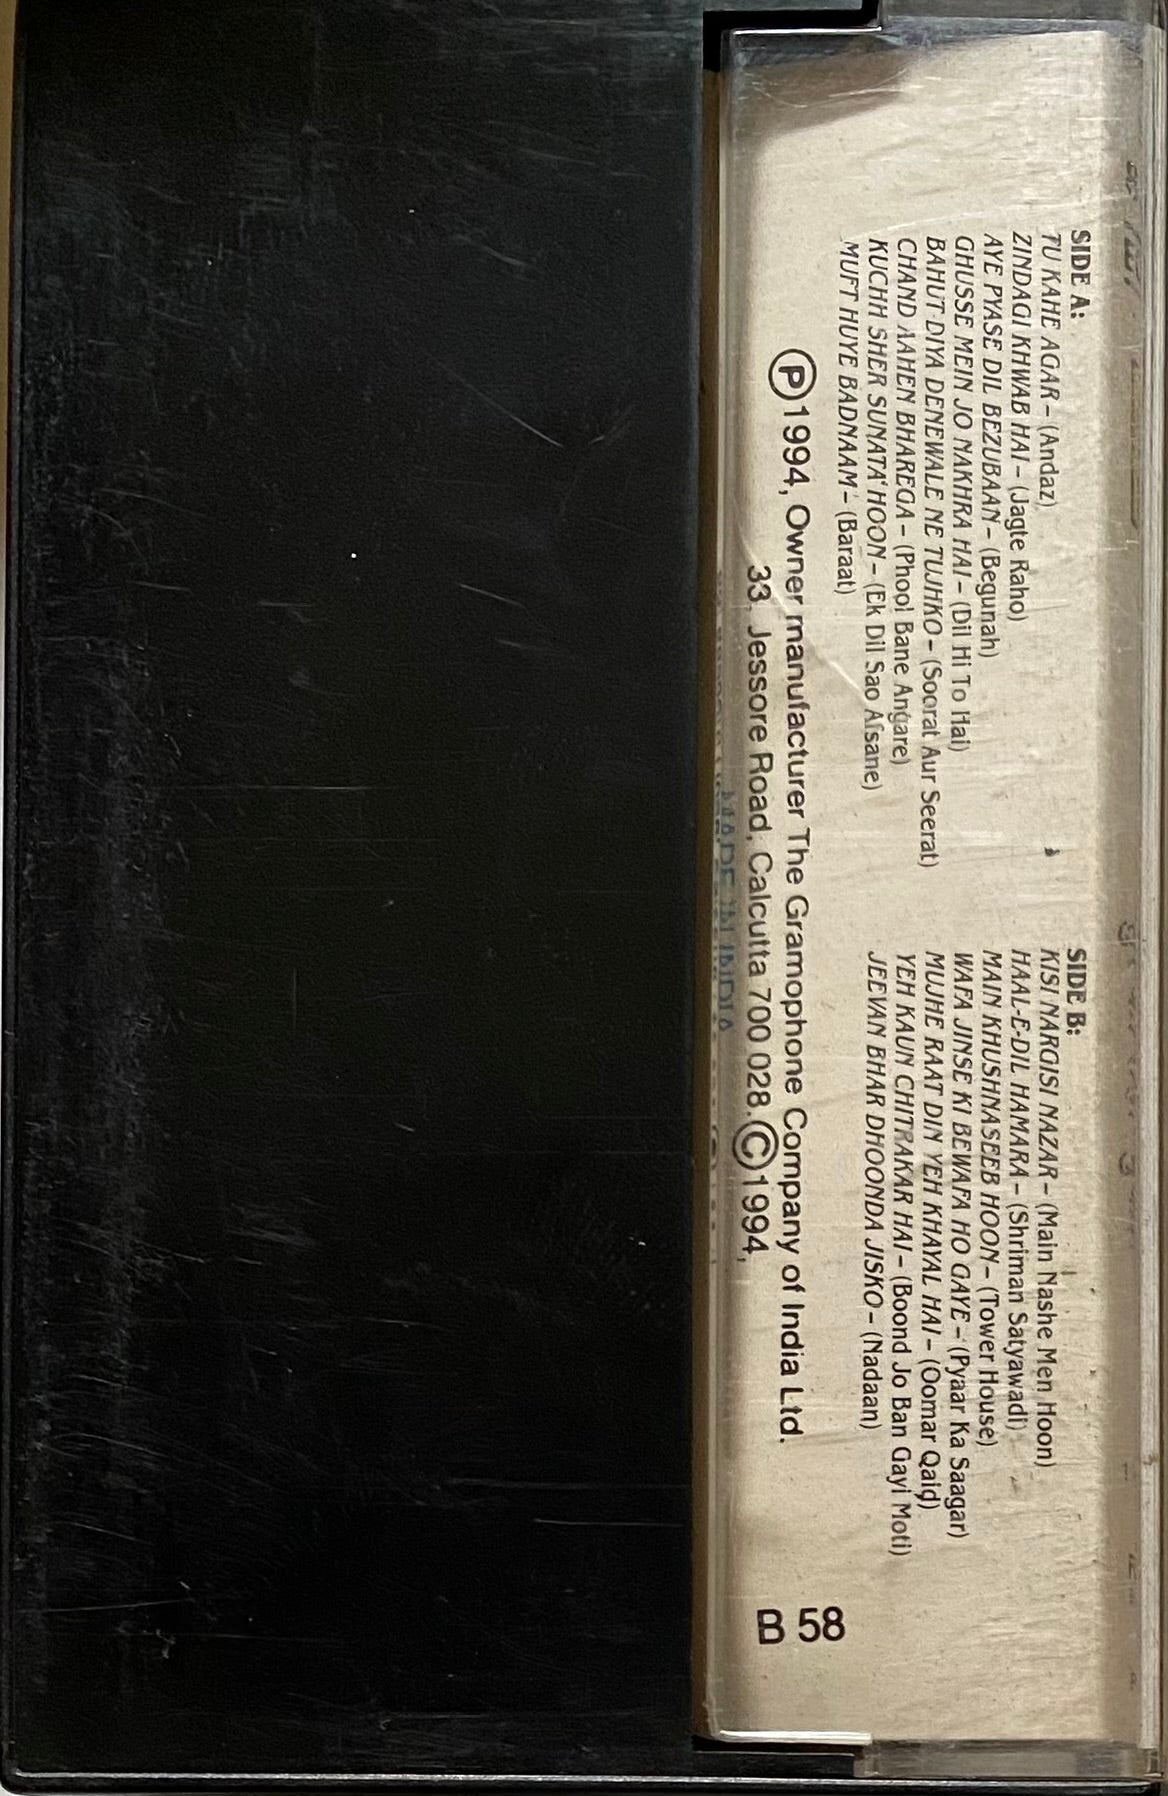 SIDE A:
TU KAHE AGAR – (Andaz)
ZINDAGI KHWAB HAI – (Jagte Raho)
AYE PYASE DIL BEZUBAAN – (Begunah)
GHUSSE MEIN JO NAKHRA HAI – (Dil Hi To Hai)
BAHUT DIYA DENEWALE NE TUJHKO – (Soorat Aur Seerat)
CHAND AAHEN BHAREGA – (Phool Bane Angare)
KUCHH SHER SUNATA HOON – (Ek Dil Sao Afsane)
MUFT HUYE BADNAAM – (Baraat)
SIDE B:
KISI NARGISI NAZAR – (Main Nashe Men Hoon)
HAAL-E-DIL HAMARA – (Shriman Satyawadi)
MAIN KHUSHNASEEB HOON – (Tower House)
WAFA JINSE KI BEWAFA HO GAYE – (Pyaar Ka Saagar)
MUJHE RAAT DIN YEH KHAYAL HAI – (Oomar Qaid)
YEH KAUN CHITRAKAR HAI – (Boond Jo Ban Gayi Moti)
JEEVAN BHAR DHOONDA JISKO – (Nadaan)
Ⓟ1994, Owner manufacturer The Gramophone Company of India Ltd.
33, Jessore Road, Calcutta 700 028.©1994,
MADE IN INDIA
B 58